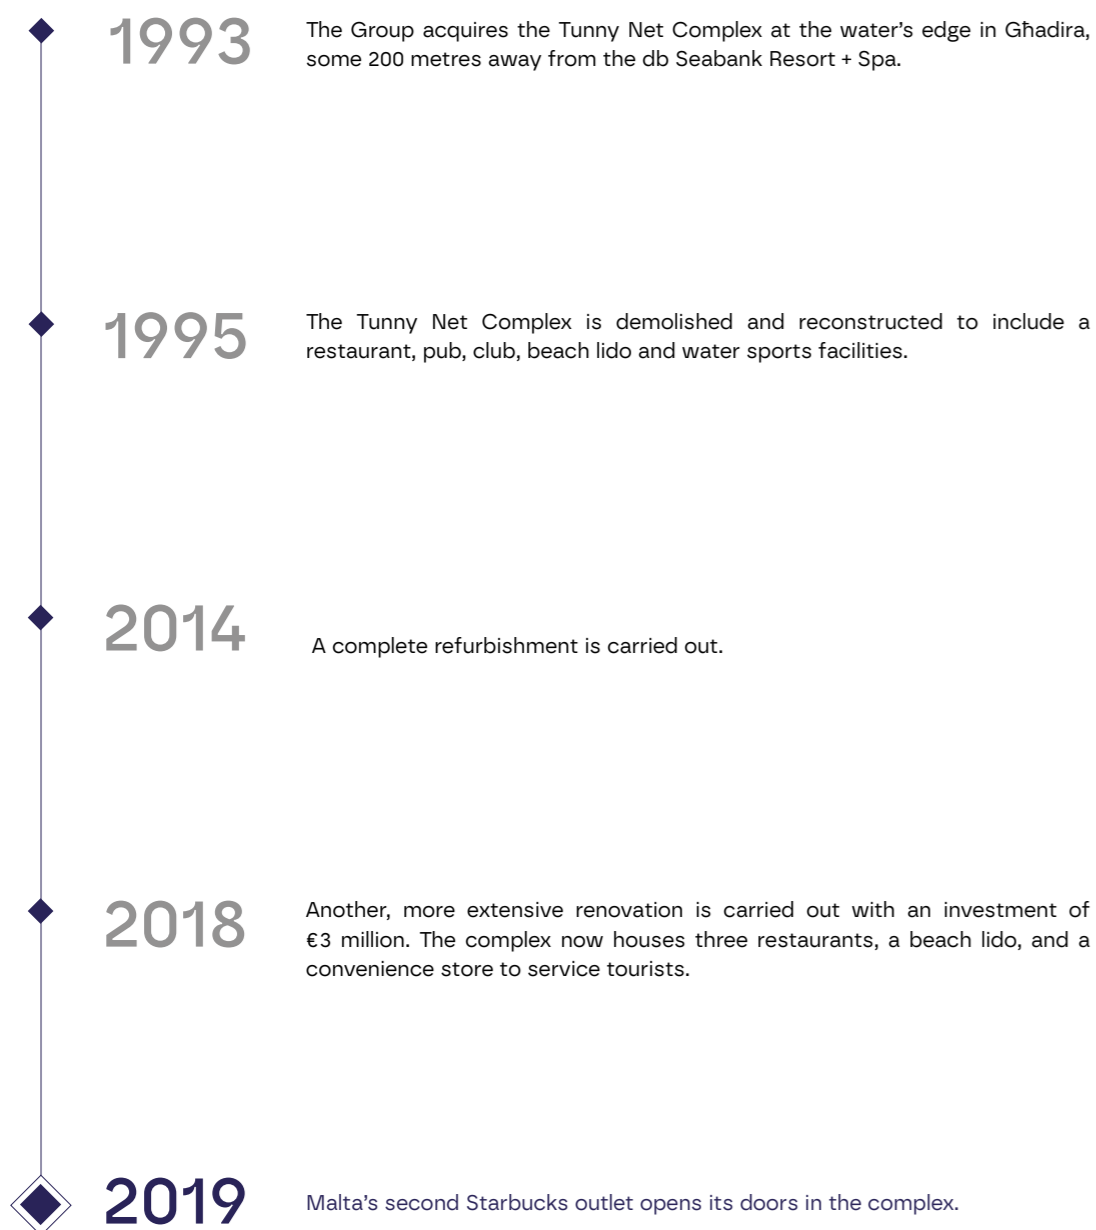 1993
The Group acquires the Tunny Net Complex at the water’s edge in Għadira,
some 200 metres away from the db Seabank Resort + Spa.
1995
The Tunny Net Complex is demolished and reconstructed to include a
restaurant, pub, club, beach lido and water sports facilities.
2014
A complete refurbishment is carried out.
2018
Another, more extensive renovation is carried out with an investment of
€3 million. The complex now houses three restaurants, a beach lido, and a
convenience store to service tourists.
2019
Malta’s second Starbucks outlet opens its doors in the complex.